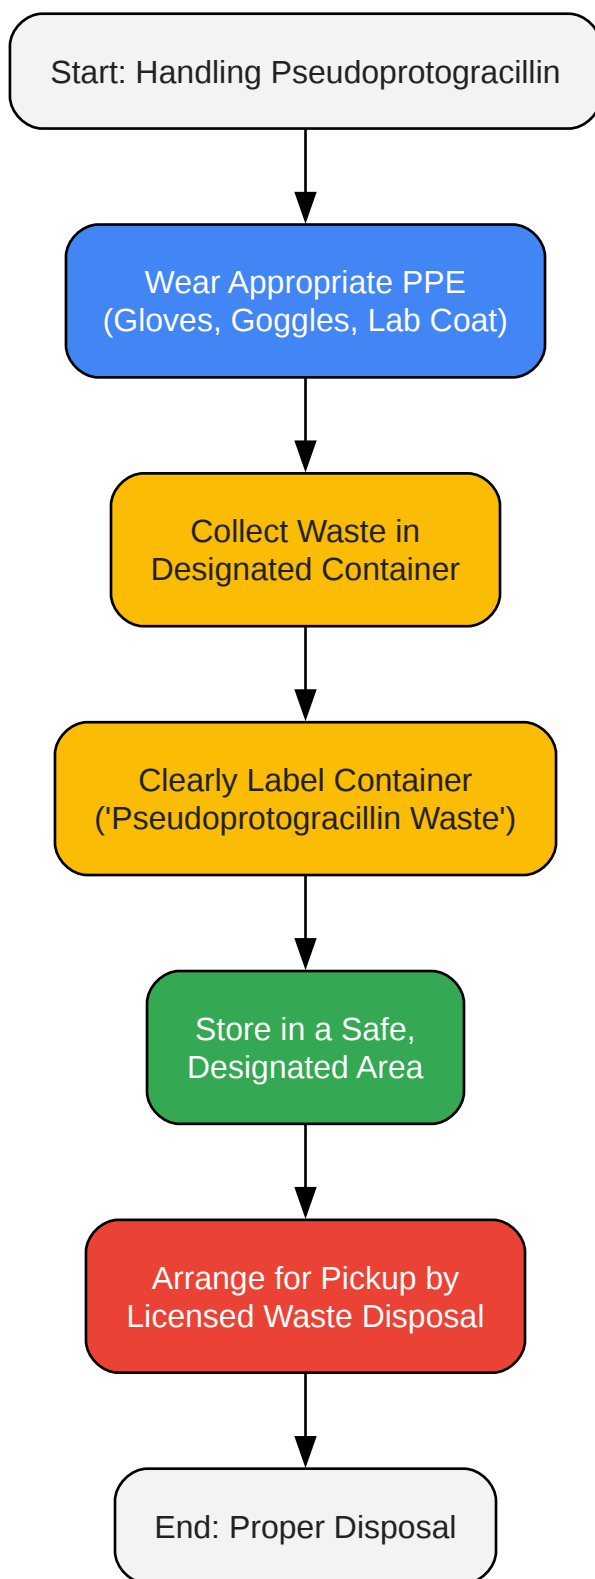 Start: Handling Pseudoprotogracillin
Wear Appropriate PPE
(Gloves, Goggles, Lab Coat)
Collect Waste in
Designated Container
Clearly Label Container
('Pseudoprotogracillin Waste')
Store in a Safe,
Designated Area
Arrange for Pickup by
Licensed Waste Disposal
End: Proper Disposal